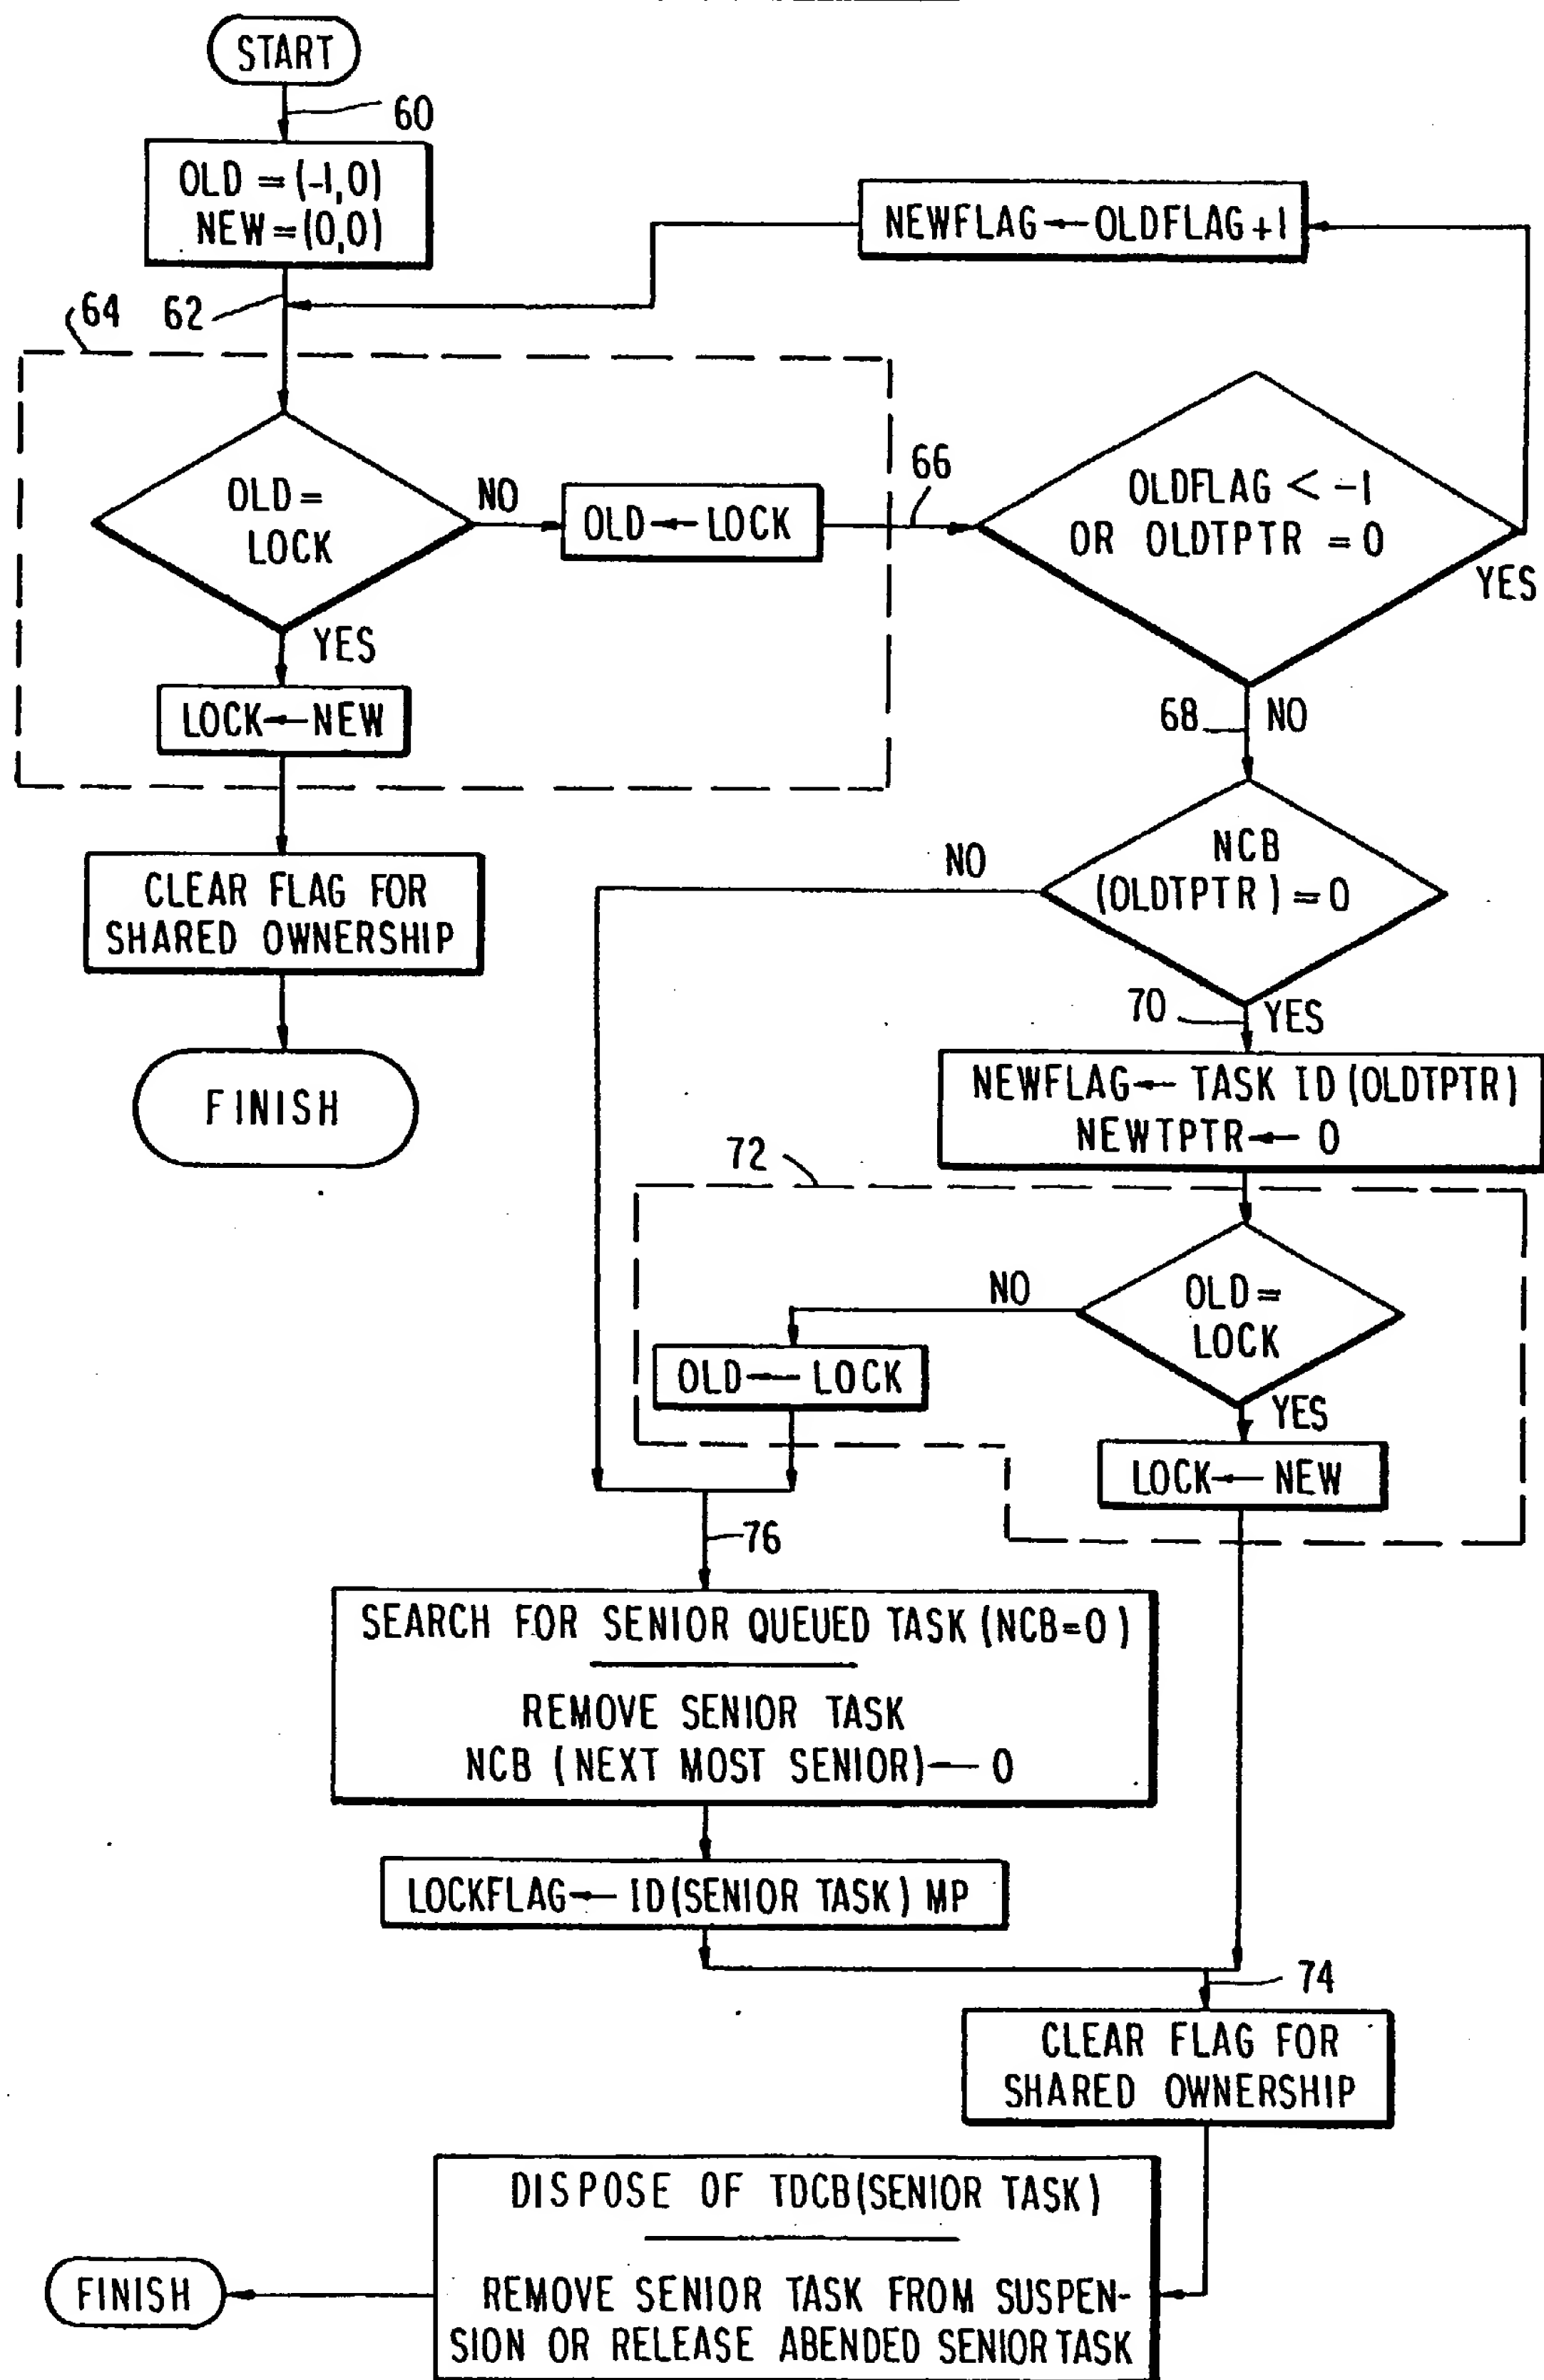 START
60
OLD = (-1,0)
NEW = (0,0)
NEWFLAG ← OLDFLAG +1
64
62
OLD =
LOCK
NO
OLD ← LOCK
66
OLDFLAG < -1
OR OLDTPTR = 0
YES
YES
LOCK ← NEW
68
NO
CLEAR FLAG FOR
SHARED OWNERSHIP
NO
NCB
(OLDTPTR) = 0
70
YES
FINISH
NEWFLAG ← TASK ID (OLDTPTR)
NEWTPTR ← 0
72
NO
OLD =
LOCK
OLD ← LOCK
YES
LOCK ← NEW
76
SEARCH FOR SENIOR QUEUED TASK (NCB=0)
REMOVE SENIOR TASK
NCB (NEXT MOST SENIOR) — 0
LOCKFLAG ← ID(SENIOR TASK) MP
74
CLEAR FLAG FOR
SHARED OWNERSHIP
DISPOSE OF TDCB(SENIOR TASK)
FINISH
REMOVE SENIOR TASK FROM SUSPEN-
SION OR RELEASE ABENDED SENIOR TASK